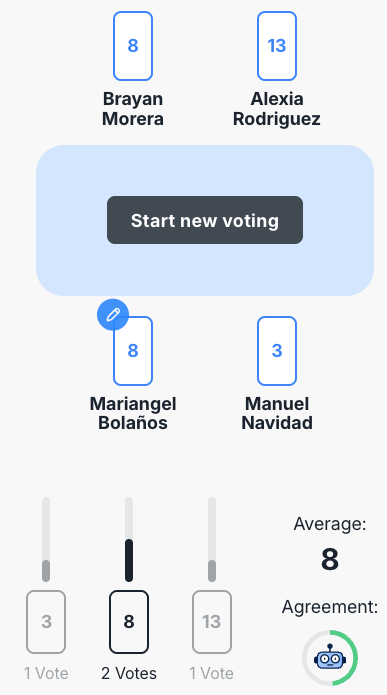 8
13
Brayan
Morera
Alexia
Rodriguez
Start new voting
8
3
Mariangel
Bolaños
Manuel
Navidad
3
8
13
1 Vote
2 Votes
1 Vote
Average:
8
Agreement: